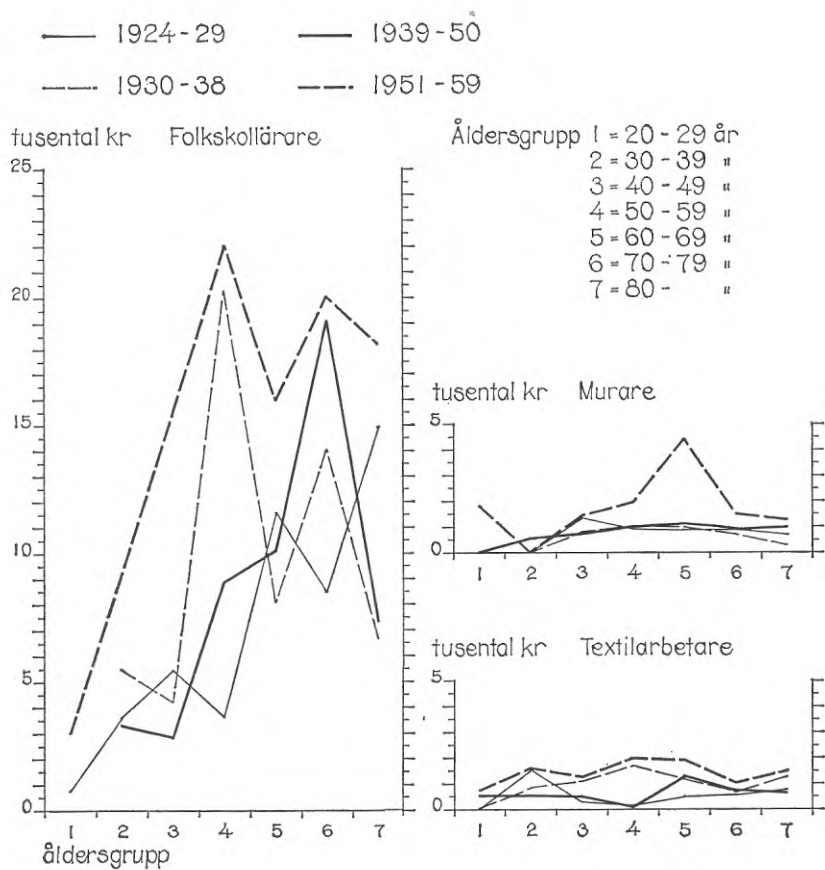 1924-29 1939-50
1930-38 1951-59
tusental kr Folkskollärare
25
20
15
10
5
0
1 2 3 4 5 6 7
åldersgrupp
Åldersgrupp 1 = 20-29 år
2 = 30-39 "
3 = 40-49 "
4 = 50-59 "
5 = 60-69 "
6 = 70-79 "
7 = 80- "
tusental kr Murare
5
0
1 2 3 4 5 6 7
tusental kr Textilarbetare
5
0
1 2 3 4 5 6 7